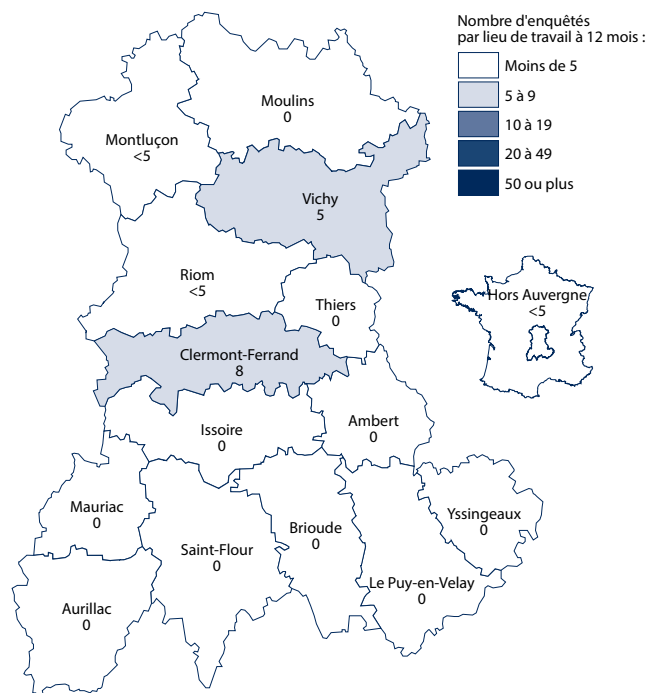 Nombre d'enquêtés
par lieu de travail à 12 mois :
Moins de 5
5 à 9
10 à 19
20 à 49
50 ou plus
Moulins
0
Montluçon
<5
Vichy
5
Riom
<5
Thiers
0
Hors Auvergne
<5
Clermont-Ferrand
8
Issoire
0
Ambert
0
Mauriac
0
Saint-Flour
0
Brioude
0
Yssingeaux
0
Le Puy-en-Velay
0
Aurillac
0